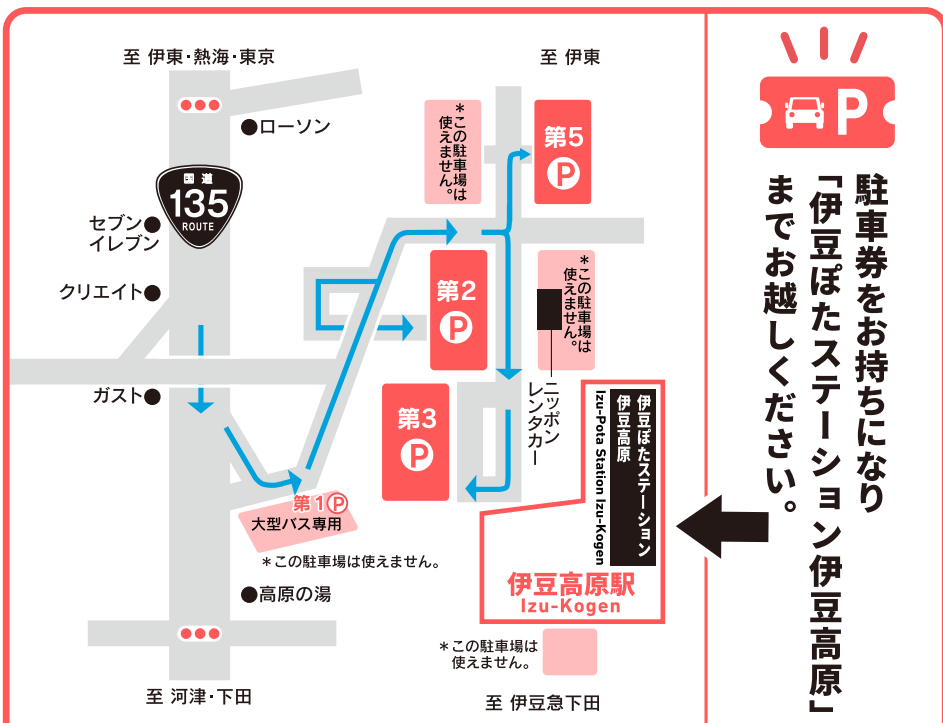 至 伊東・熱海・東京
至 伊東
ローソン
国道
135
ROUTE
セブン
イレブン
クリエイト
ガスト
*この駐車場は
使えません。
第5
P
第2
P
*この駐車場は
使えません。
ニッポン
レンタカー
第3
P
第1P
大型バス専用
*この駐車場は使えません。
高原の湯
伊豆ぽたステーション
伊豆高原
Izu-Pota Station Izu-Kogen
伊豆高原駅
Izu-Kogen
*この駐車場は
使えません。
至 河津・下田
至 伊豆急下田
P
駐車券をお持ちになり
「伊豆ぽたステーション伊豆高原」
までお越しください。